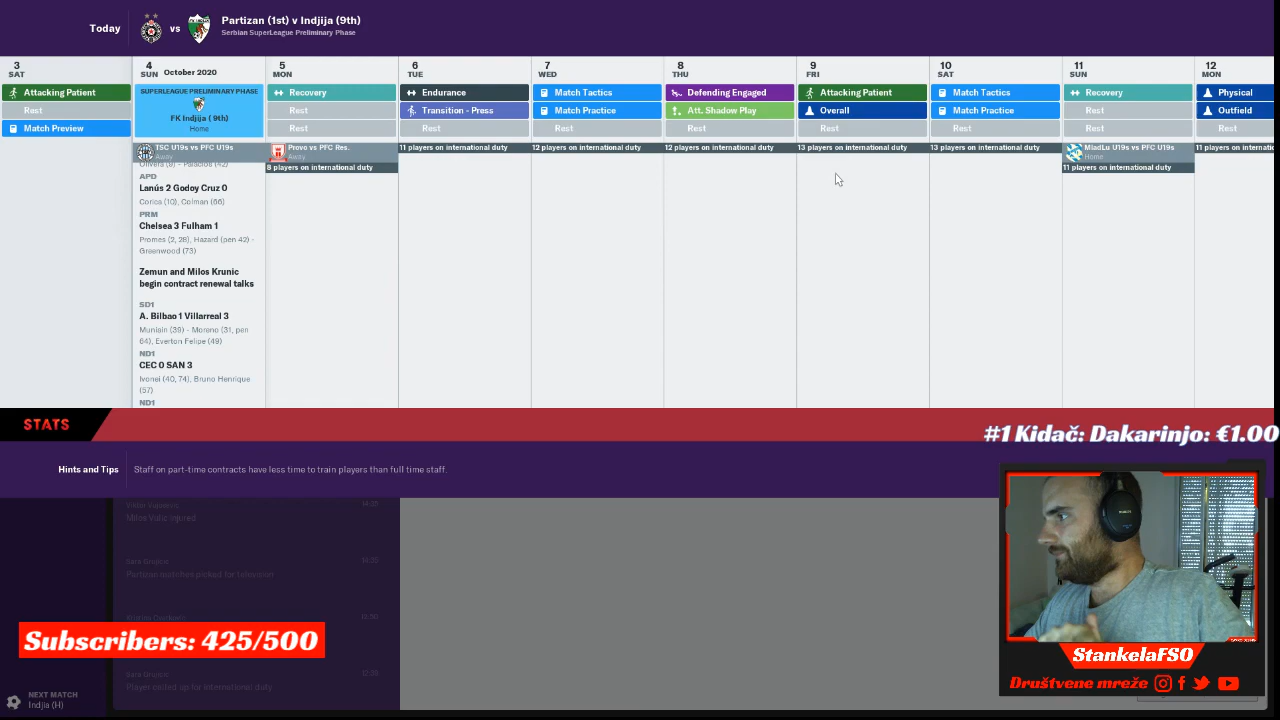 Today
vs
Partizan (1st) v Indjija (9th)
Serbian SuperLeague Preliminary Phase
3
SAT
4
SUN
October 2020
5
MON
6
TUE
7
WED
8
THU
9
FRI
10
SAT
11
SUN
12
MON
Attacking Patient
Rest
Match Preview
SUPERLEAGUE PRELIMINARY PHASE
FK Indjija ( 9th)
Home
Recovery
Rest
Rest
Endurance
Transition - Press
Rest
Match Tactics
Match Practice
Rest
Defending Engaged
Att. Shadow Play
Rest
Attacking Patient
Overall
Rest
Match Tactics
Match Practice
Rest
Recovery
Rest
Rest
Physical
Outfield
Rest
TSC U19s vs PFC U19s
Away
Provo vs PFC Res.
Away
8 players on international duty
11 players on international duty
12 players on international duty
12 players on international duty
13 players on international duty
13 players on international duty
MladLu U19s vs PFC U19s
Home
11 players on international duty
11 players on interna
Olivera (9) - Palacios (42)
APD
Lanús 2 Godoy Cruz 0
Corica (10), Colman (66)
PRM
Chelsea 3 Fulham 1
Promes (2, 28), Hazard (pen 42) -
Greenwood (73)
Zemun and Milos Krunic
begin contract renewal talks
SD1
A. Bilbao 1 Villarreal 3
Muniain (39) - Moreno (31, pen
64), Everton Felipe (49)
ND1
CEC 0 SAN 3
Ivonei (40, 74), Bruno Henrique
(57)
ND1
STATS
#1 Kidač: Dakarinjo: €1.00
Hints and Tips
Staff on part-time contracts have less time to train players than full time staff.
Milos Vulic injured
Partizan matches picked for television
Player called up for international duty
Subscribers: 425/500
NEXT MATCH
Indjia (H)
StankelaFSO
Društvene mreže